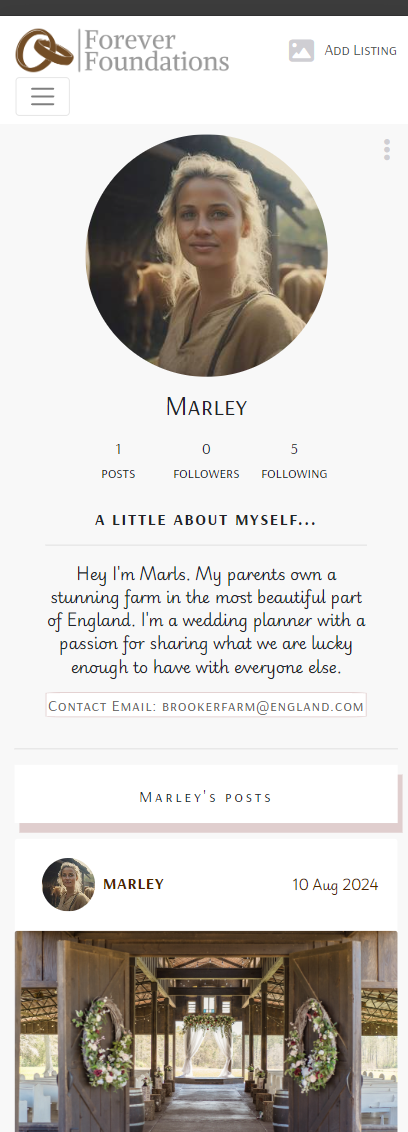 Forever
Foundations
Add Listing
Marley
1 0 5
posts followers following
A LITTLE ABOUT MYSELF...
Hey I'm Marls. My parents own a
stunning farm in the most beautiful part
of England. I'm a wedding planner with a
passion for sharing what we are lucky
enough to have with everyone else.
Contact Email: brookerfarm@england.com
Marley's posts
MARLEY 10 Aug 2024